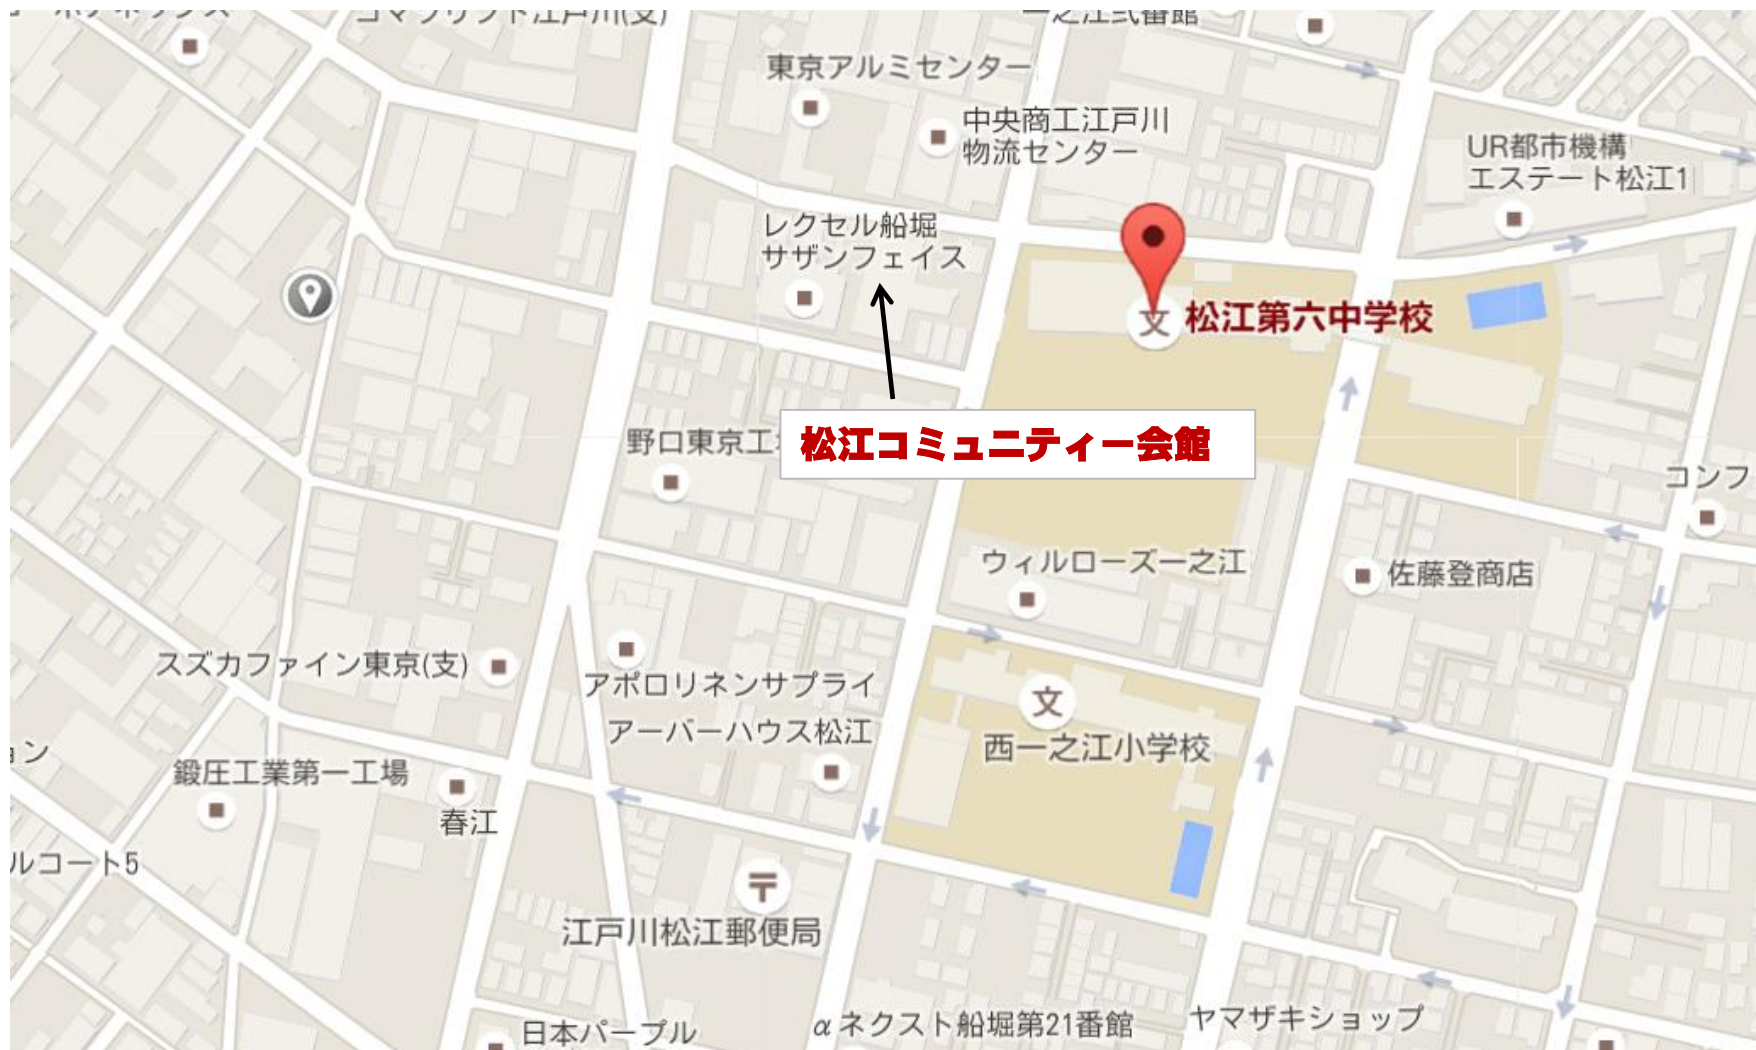 東京アルミセンター
中央商工江戸川
物流センター
UR都市機構
エステート松江1
レクセル船堀
サザンフェイス
松江第六中学校
松江コミュニティー会館
野口東京工
コンフ
ウィルローズ一之江
佐藤登商店
スズカファイン東京(支)
アポロリネンサプライ
アーバーハウス松江
西一之江小学校
ョン
鍛圧工業第一工場
春江
ルコート5
江戸川松江郵便局
日本パープル
αネクスト船堀第21番館
ヤマザキショップ